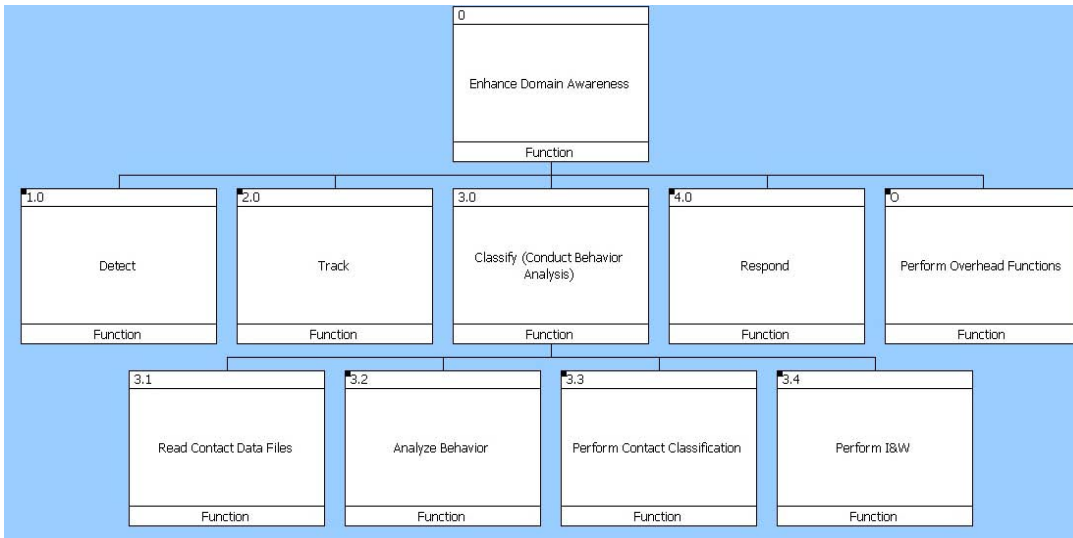 0
Enhance Domain Awareness
Function
1.0
Detect
Function
2.0
Track
Function
3.0
Classify (Conduct Behavior
Analysis)
Function
4.0
Respond
Function
O
Perform Overhead Functions
Function
3.1
Read Contact Data Files
Function
3.2
Analyze Behavior
Function
3.3
Perform Contact Classification
Function
3.4
Perform I&W
Function